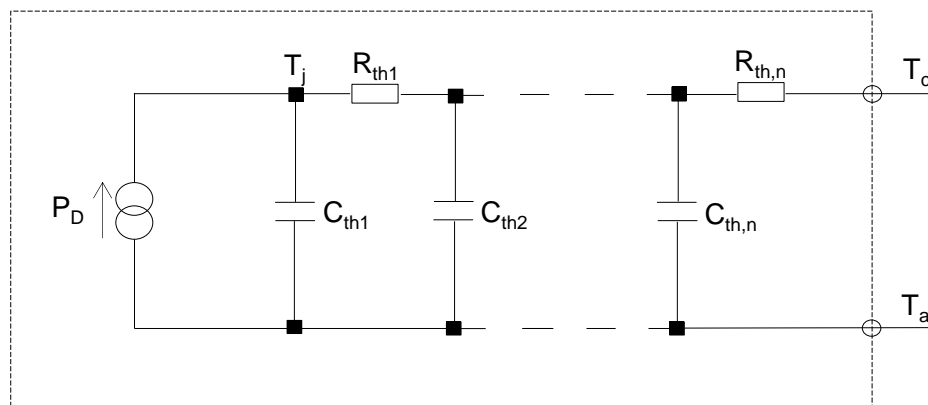 T_j
R_th1
R_th,n
T_c
P_D
C_th1
C_th2
C_th,n
T_a